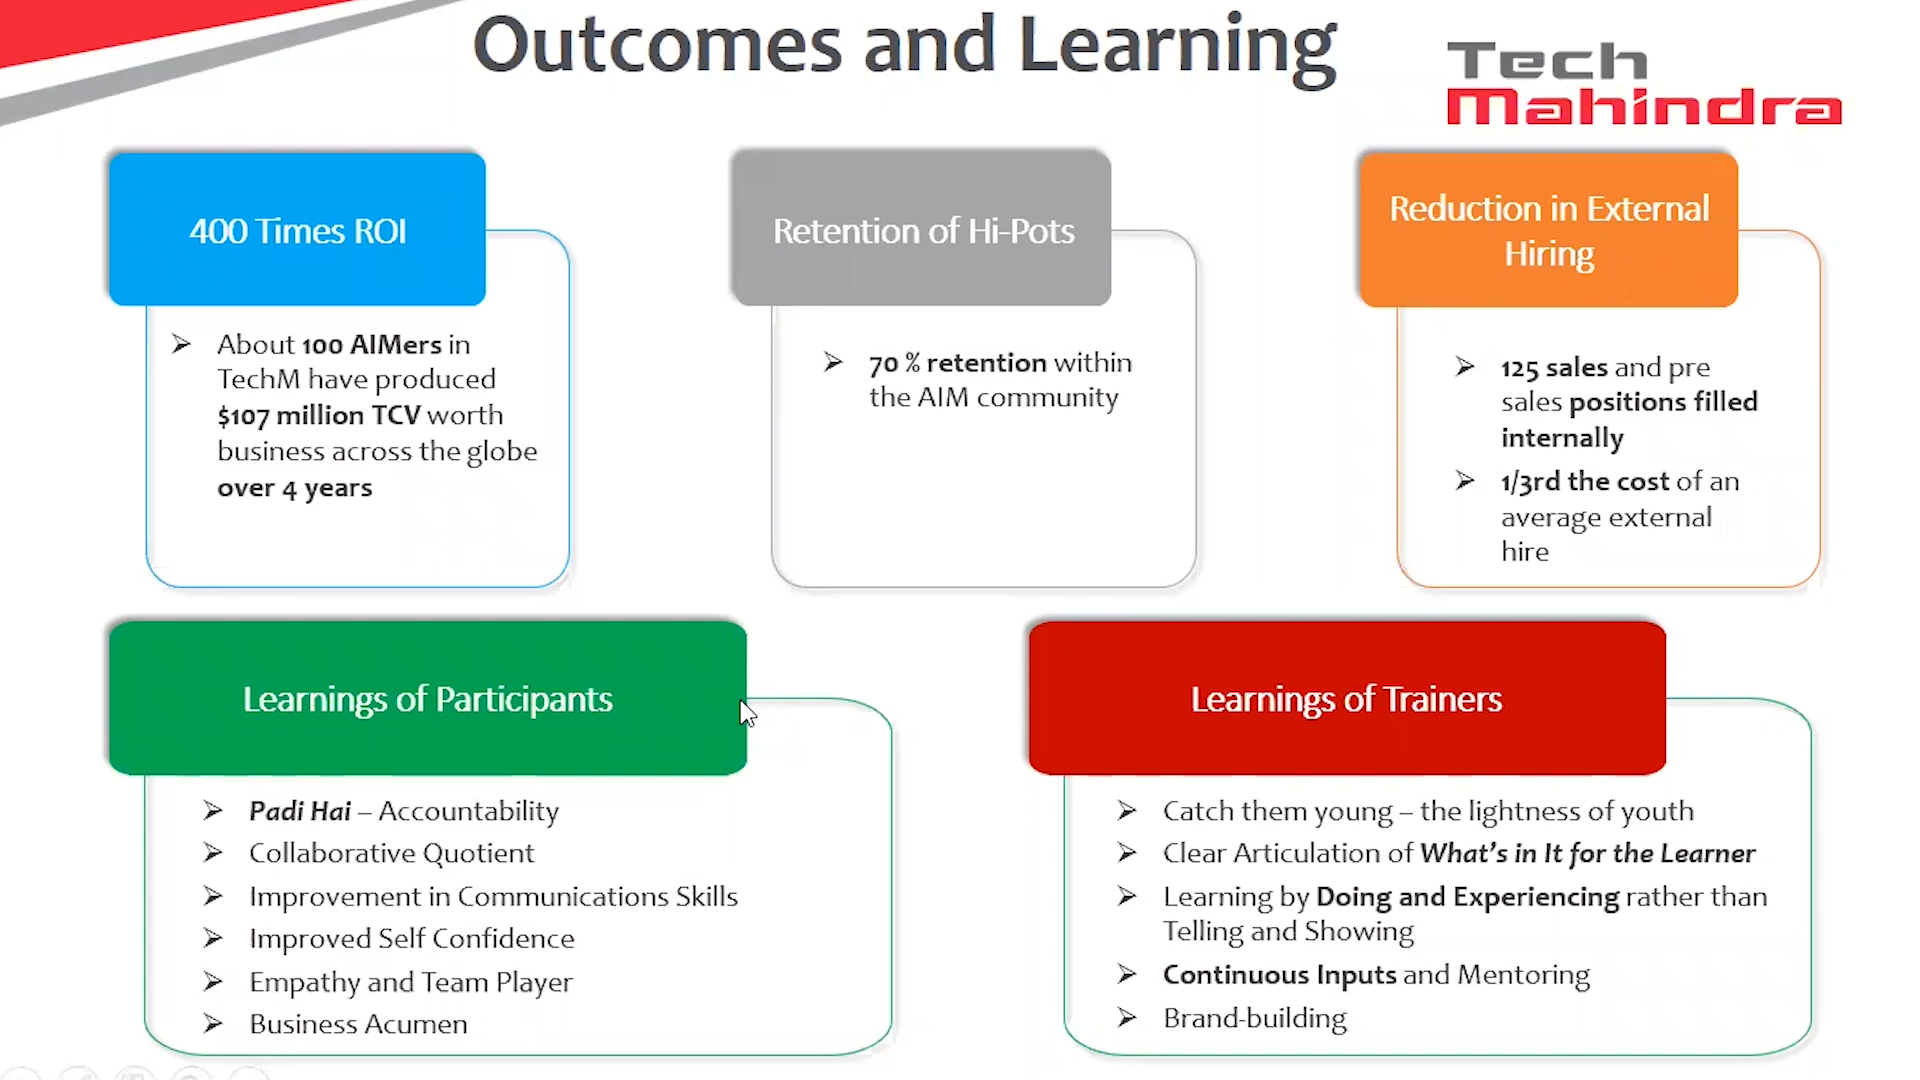 Outcomes and Learning
Tech
Mahindra
400 Times ROI
About 100 AIMers in
TechM have produced
$107 million TCV worth
business across the globe
over 4 years
Retention of Hi-Pots
70 % retention within
the AIM community
Reduction in External
Hiring
125 sales and pre
sales positions filled
internally
1/3rd the cost of an
average external
hire
Learnings of Participants
Padi Hai – Accountability
Collaborative Quotient
Improvement in Communications Skills
Improved Self Confidence
Empathy and Team Player
Business Acumen
Learnings of Trainers
Catch them young – the lightness of youth
Clear Articulation of What's in It for the Learner
Learning by Doing and Experiencing rather than
Telling and Showing
Continuous Inputs and Mentoring
Brand-building